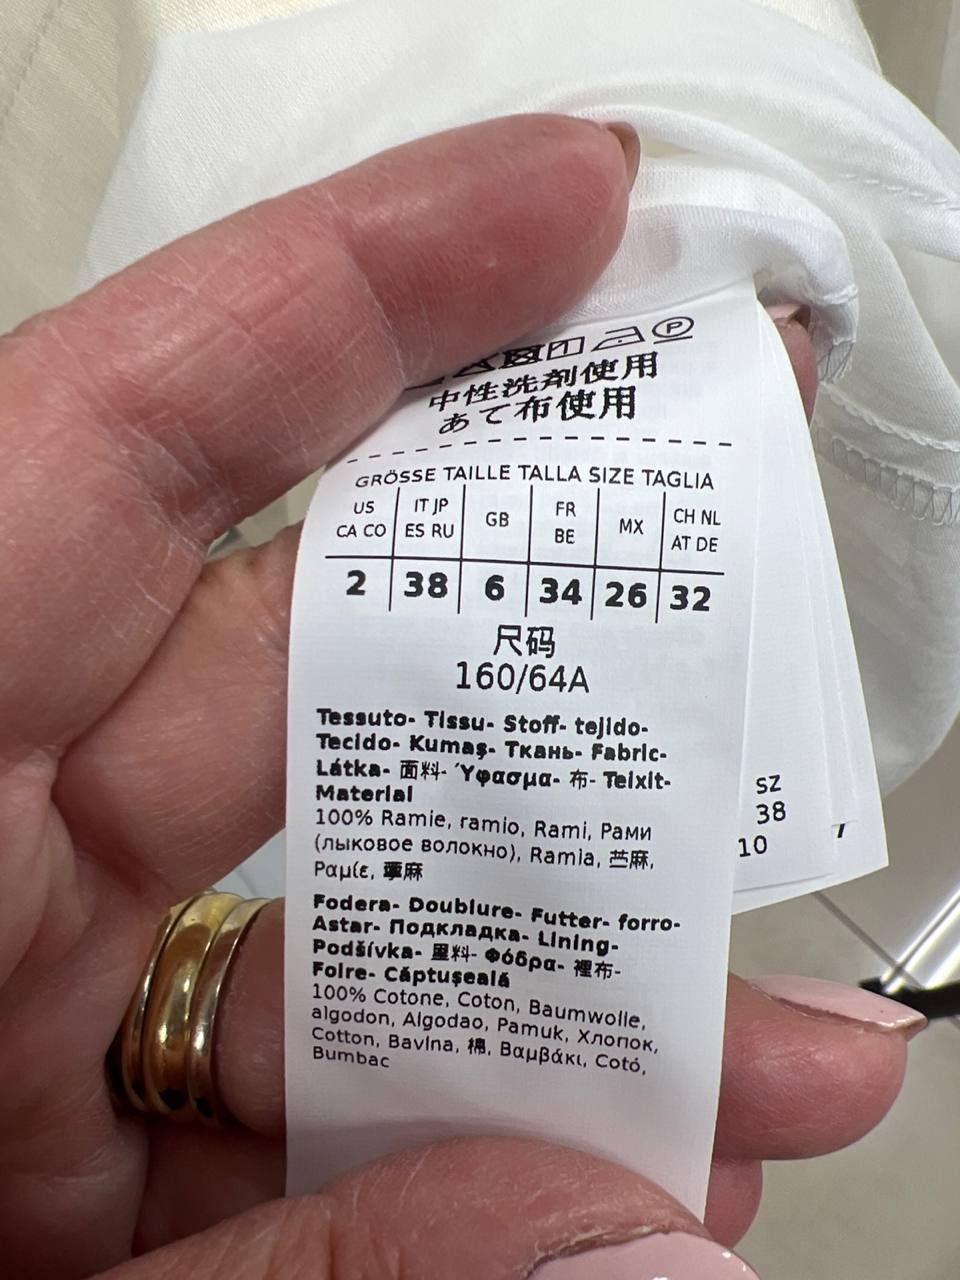 中性洗剤使用
あて布使用
GRÖSSE TAILLE TALLA SIZE TAGLIA
US CA CO IT JP ES RU GB FR BE MX CH NL AT DE
2 38 6 34 26 32
尺码
160/64A
Tessuto- Tissu- Stoff- tejido-
Tecido- Kumaş- Ткань- Fabric-
Látka- 面料- Ύφασμα- 布- Teixit-
Material
100% Ramie, ramio, Rami, Рами
(лыковое волокно), Ramia, 苎麻,
Ραμίε, 麻
Fodera- Doublure- Futter- forro-
Astar- Подкладка- Lining-
Podšívka- 里料- Φόδρα- 裡布-
Folre- Căptuşeală
100% Cotone, Coton, Baumwolle,
algodon, Algodao, Pamuk, Хлопок,
Cotton, Bavlna, 棉, Βαμβάκι, Cotó,
Bumbac
SZ
38
10